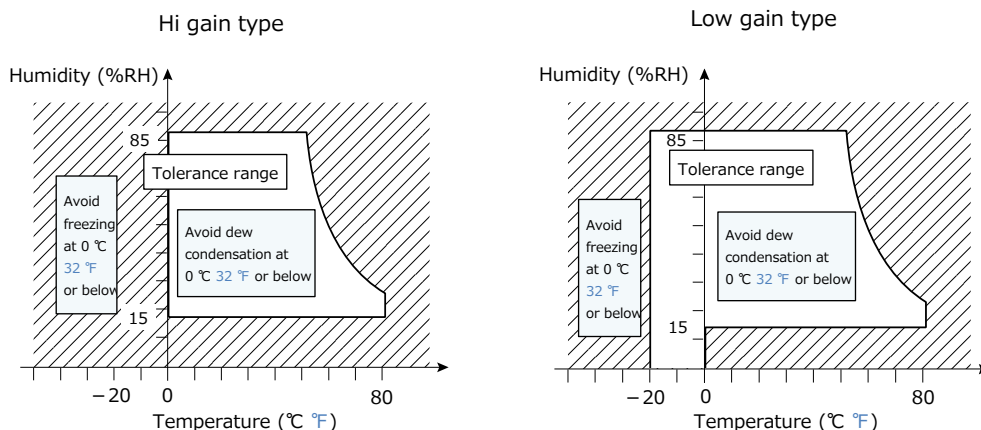 Hi gain type
Humidity (%RH)
85
Tolerance range
Avoid
freezing
at 0 ℃
32 ℉
or below
Avoid dew
condensation at
0 ℃ 32 ℉ or below
15
−20
0
80
Temperature (℃ ℉)
Low gain type
Humidity (%RH)
85
Tolerance range
Avoid
freezing
at 0 ℃
32 ℉
or below
Avoid dew
condensation at
0 ℃ 32 ℉ or below
15
−20
0
80
Temperature (℃ ℉)